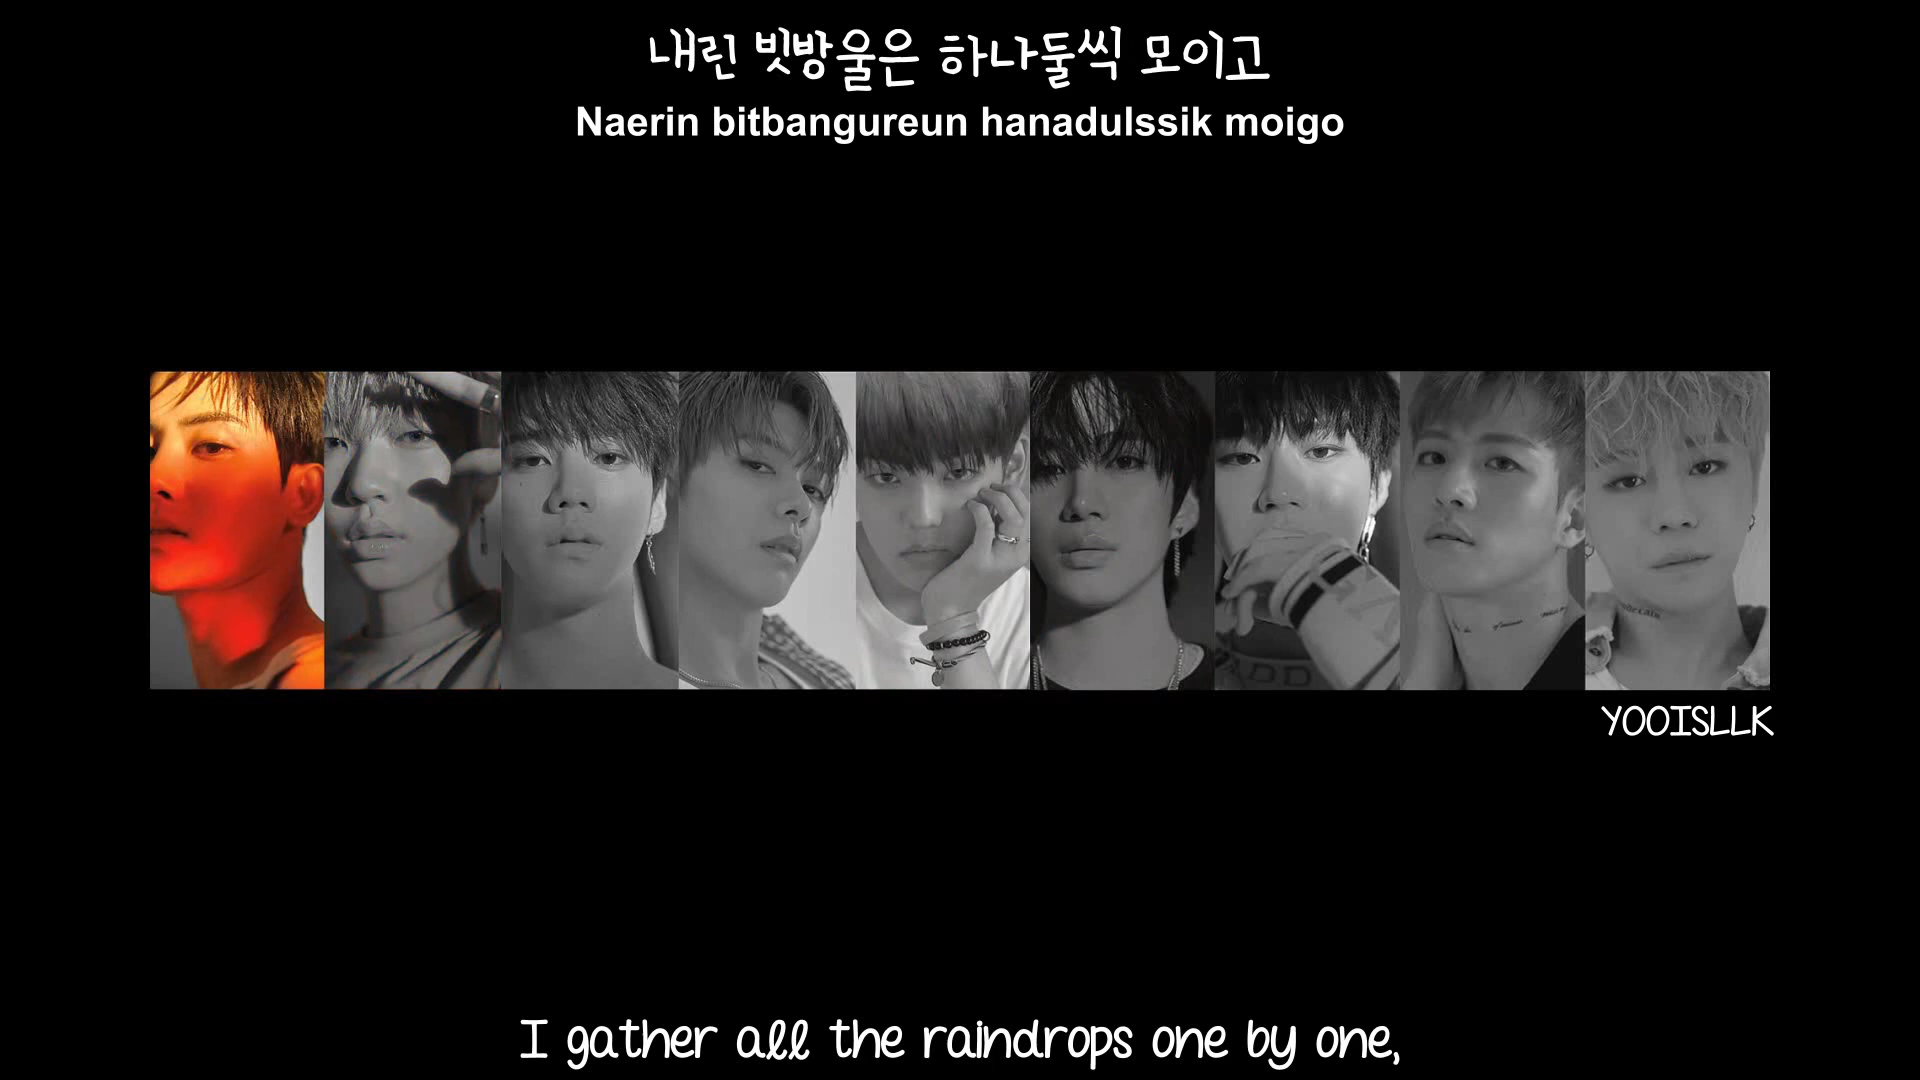 내린 빗방울은 하나둘씩 모이고
Naerin bitbangureun hanadulssik moigo
YOOISLLK
I gather all the raindrops one by one,